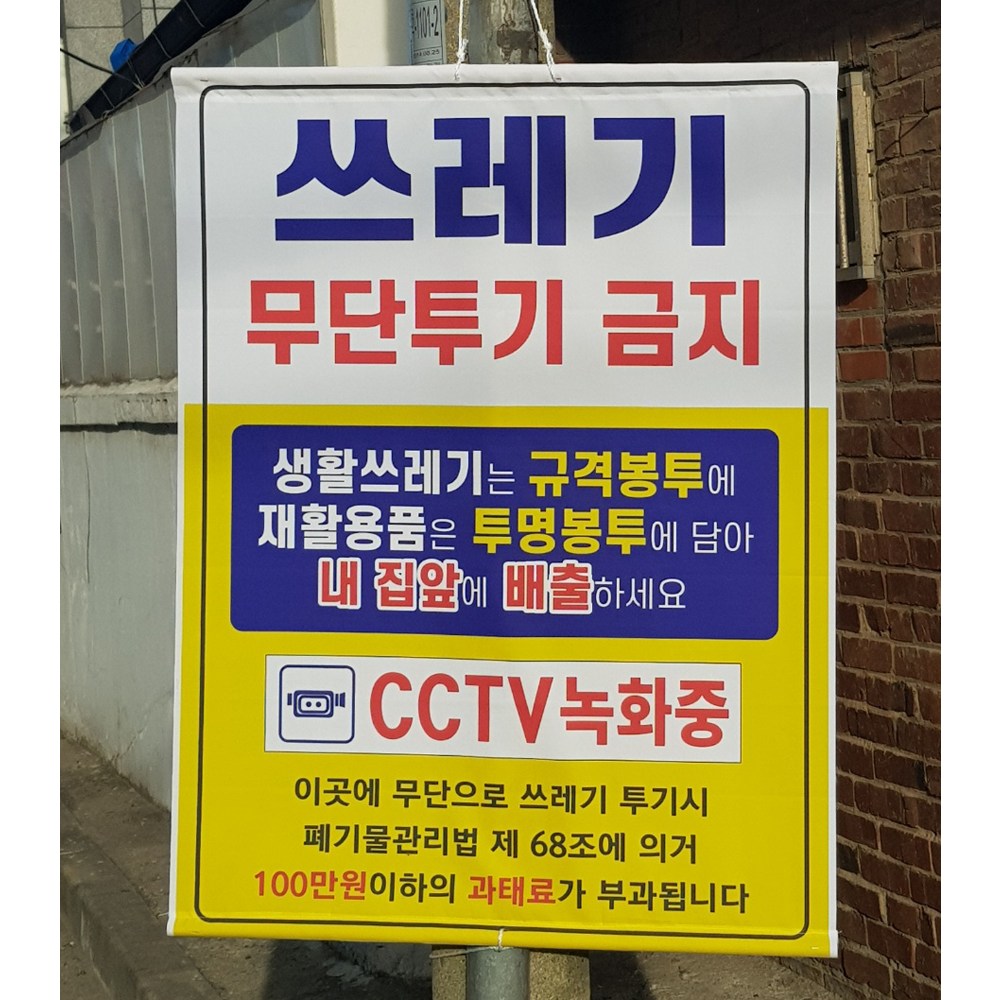 쓰레기
무단투기 금지
생활쓰레기는 규격봉투에
재활용품은 투명봉투에 담아
내 집앞에 배출하세요
CCTV녹화중
이곳에 무단으로 쓰레기 투기시
폐기물관리법 제 68조에 의거
100만원이하의 과태료가 부과됩니다